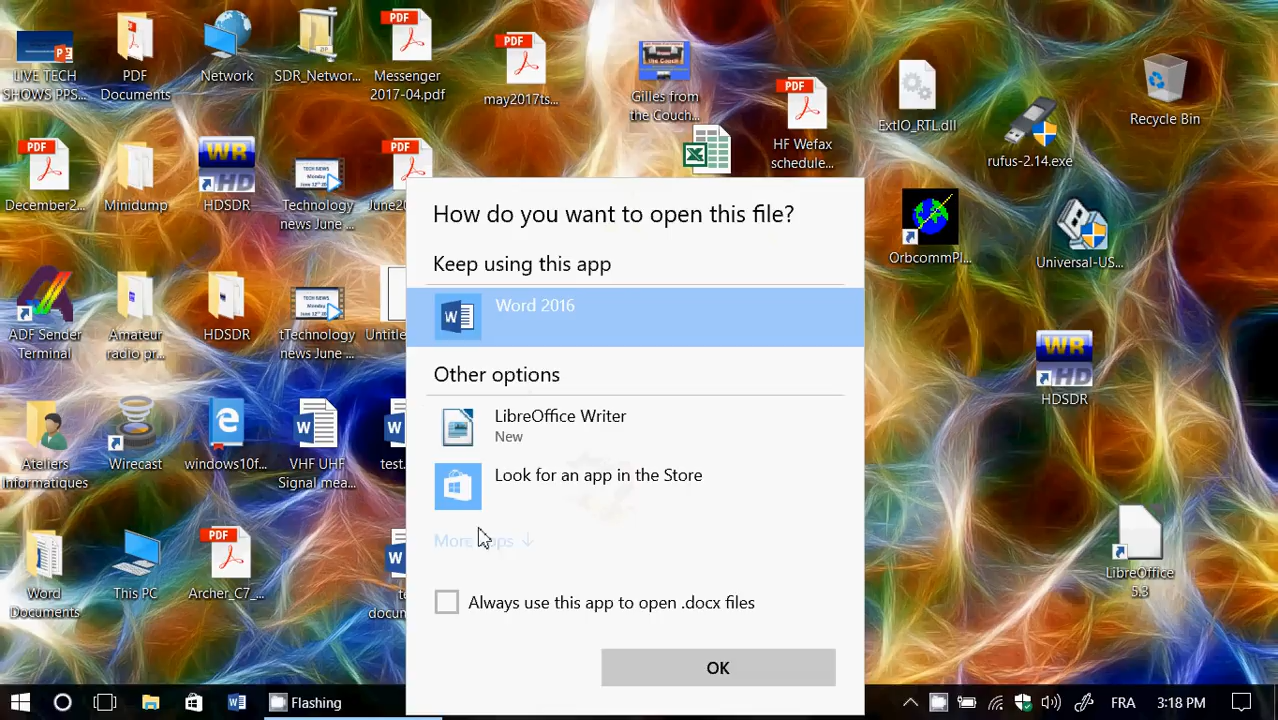 LIVE TECH
SHOWS PPS...
PDF
Documents
Network
SDR_Networ...
Messenger
2017-04.pdf
may2017ts...
Gilles from
the Couch...
HF Wefax
schedule...
ExtIO_RTL.dll
rufus-2.14.exe
Recycle Bin
December2...
Minidump
HDSDR
Technology
news June ...
June20
OrbcommPl...
Universal-US...
How do you want to open this file?
Keep using this app
Word 2016
Other options
LibreOffice Writer
New
Look for an app in the Store
More apps
Always use this app to open .docx files
OK
ADF Sender
Terminal
Amateur
radio pr...
HDSDR
tTechnology
news June ...
Untitle
HDSDR
Ateliers
Informatiques
Wirecast
windows10f...
VHF UHF
Signal mea...
test.
Word
Documents
This PC
Archer_C7_...
te
docum
LibreOffice
5.3
Flashing
FRA
3:18 PM